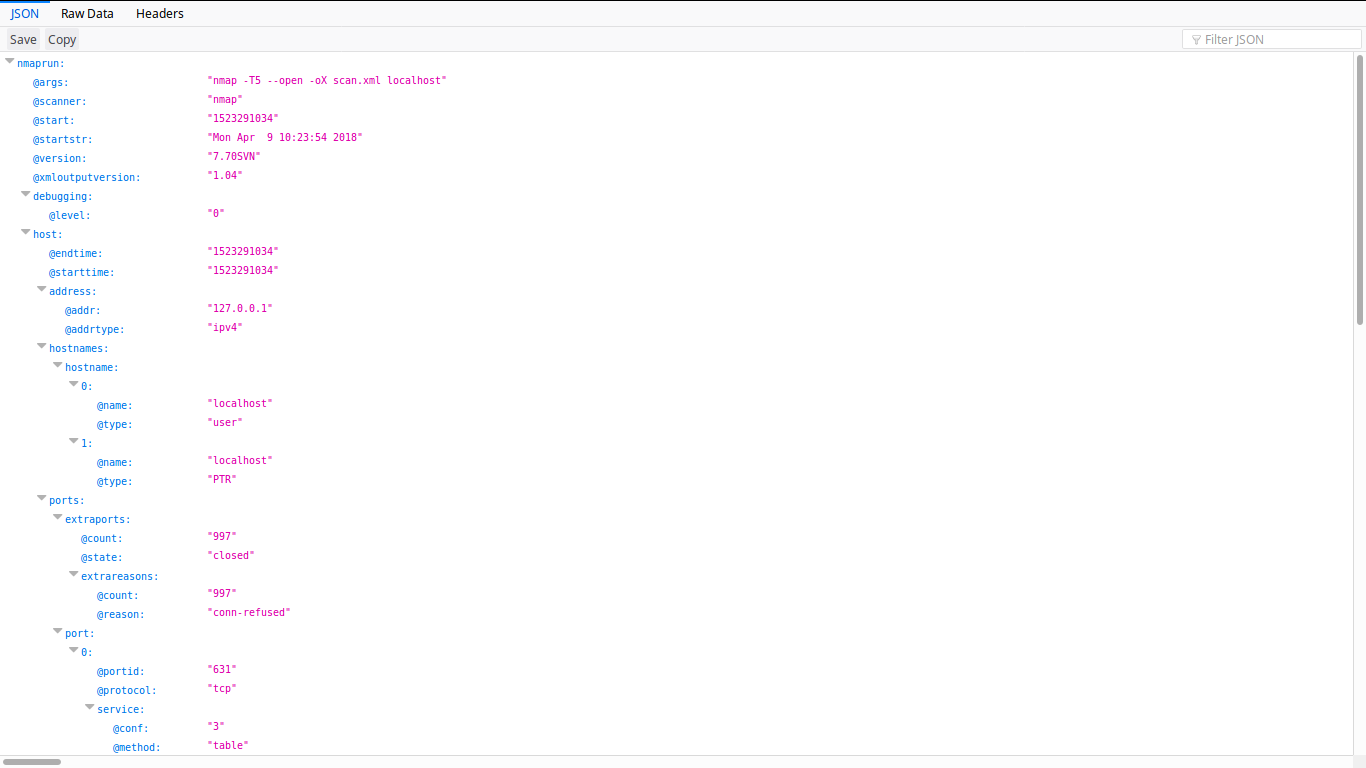 JSON Raw Data Headers
Save Copy Filter JSON
nmaprun:
@args: "nmap -T5 --open -oX scan.xml localhost"
@scanner: "nmap"
@start: "1523291034"
@startstr: "Mon Apr  9 10:23:54 2018"
@version: "7.70SVN"
@xmloutputversion: "1.04"
debugging:
@level: "0"
host:
@endtime: "1523291034"
@starttime: "1523291034"
address:
@addr: "127.0.0.1"
@addrtype: "ipv4"
hostnames:
hostname:
0:
@name: "localhost"
@type: "user"
1:
@name: "localhost"
@type: "PTR"
ports:
extraports:
@count: "997"
@state: "closed"
extrareasons:
@count: "997"
@reason: "conn-refused"
port:
0:
@portid: "631"
@protocol: "tcp"
service:
@conf: "3"
@method: "table"